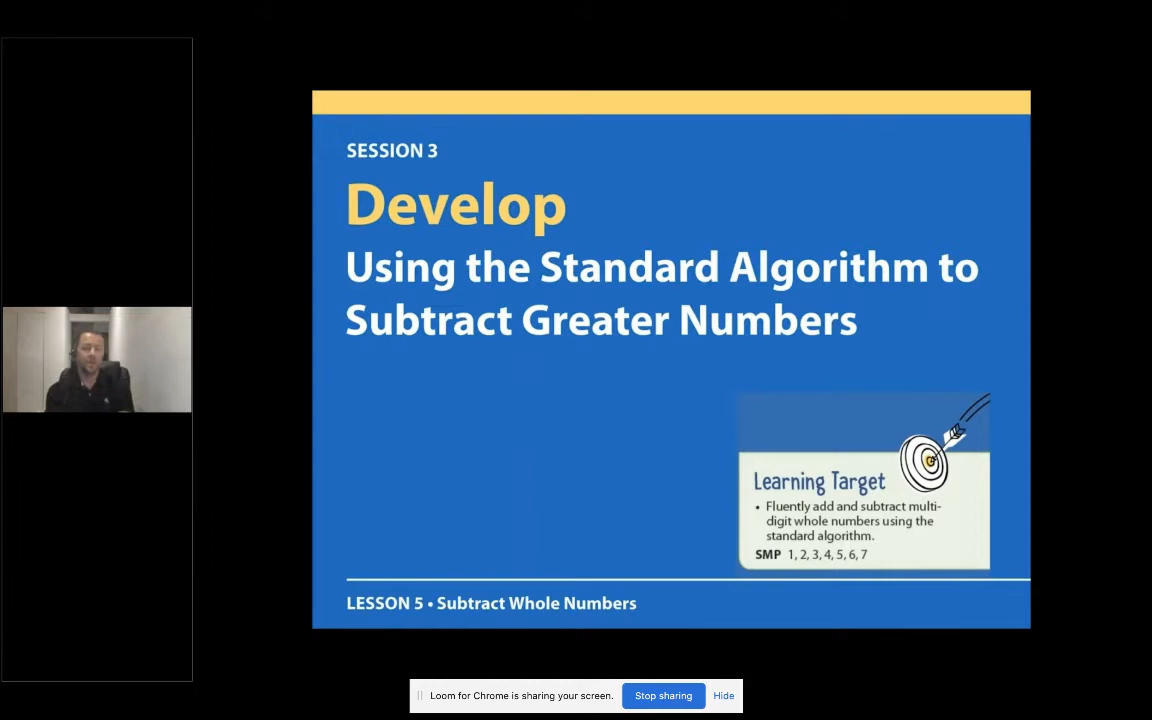 SESSION 3
Develop
Using the Standard Algorithm to
Subtract Greater Numbers
Learning Target
• Fluently add and subtract multi-
digit whole numbers using the
standard algorithm.
SMP 1, 2, 3, 4, 5, 6, 7
LESSON 5 • Subtract Whole Numbers
Loom for Chrome is sharing your screen.
Stop sharing
Hide